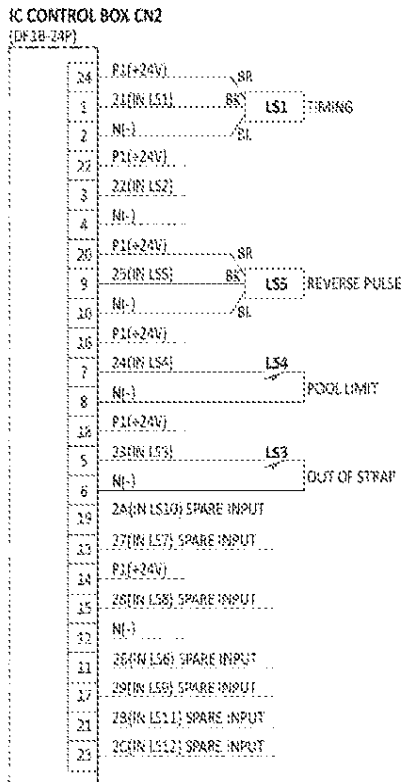 IC CONTROL BOX CN2
(DF1B-24P)
24 P1(+24V) BR
1 21(IN LS1) BK LS1 TIMING
2 N(-) BL
22 P1(+24V)
3 22(IN LS2)
4 N(-)
20 P1(+24V) BR
9 25(IN LS5) BK LS5 REVERSE PULSE
10 N(-) BL
16 P1(+24V)
7 24(IN LS4) LS4
8 N(-) POOL LIMIT
18 P1(+24V)
5 23(IN LS3) LS3
6 N(-) OUT OF STRAP
19 2A(IN LS10) SPARE INPUT
13 27(IN LS7) SPARE INPUT
14 P1(+24V)
15 28(IN LS8) SPARE INPUT
12 N(-)
11 26(IN LS6) SPARE INPUT
17 29(IN LS9) SPARE INPUT
21 2B(IN LS11) SPARE INPUT
23 2C(IN LS12) SPARE INPUT